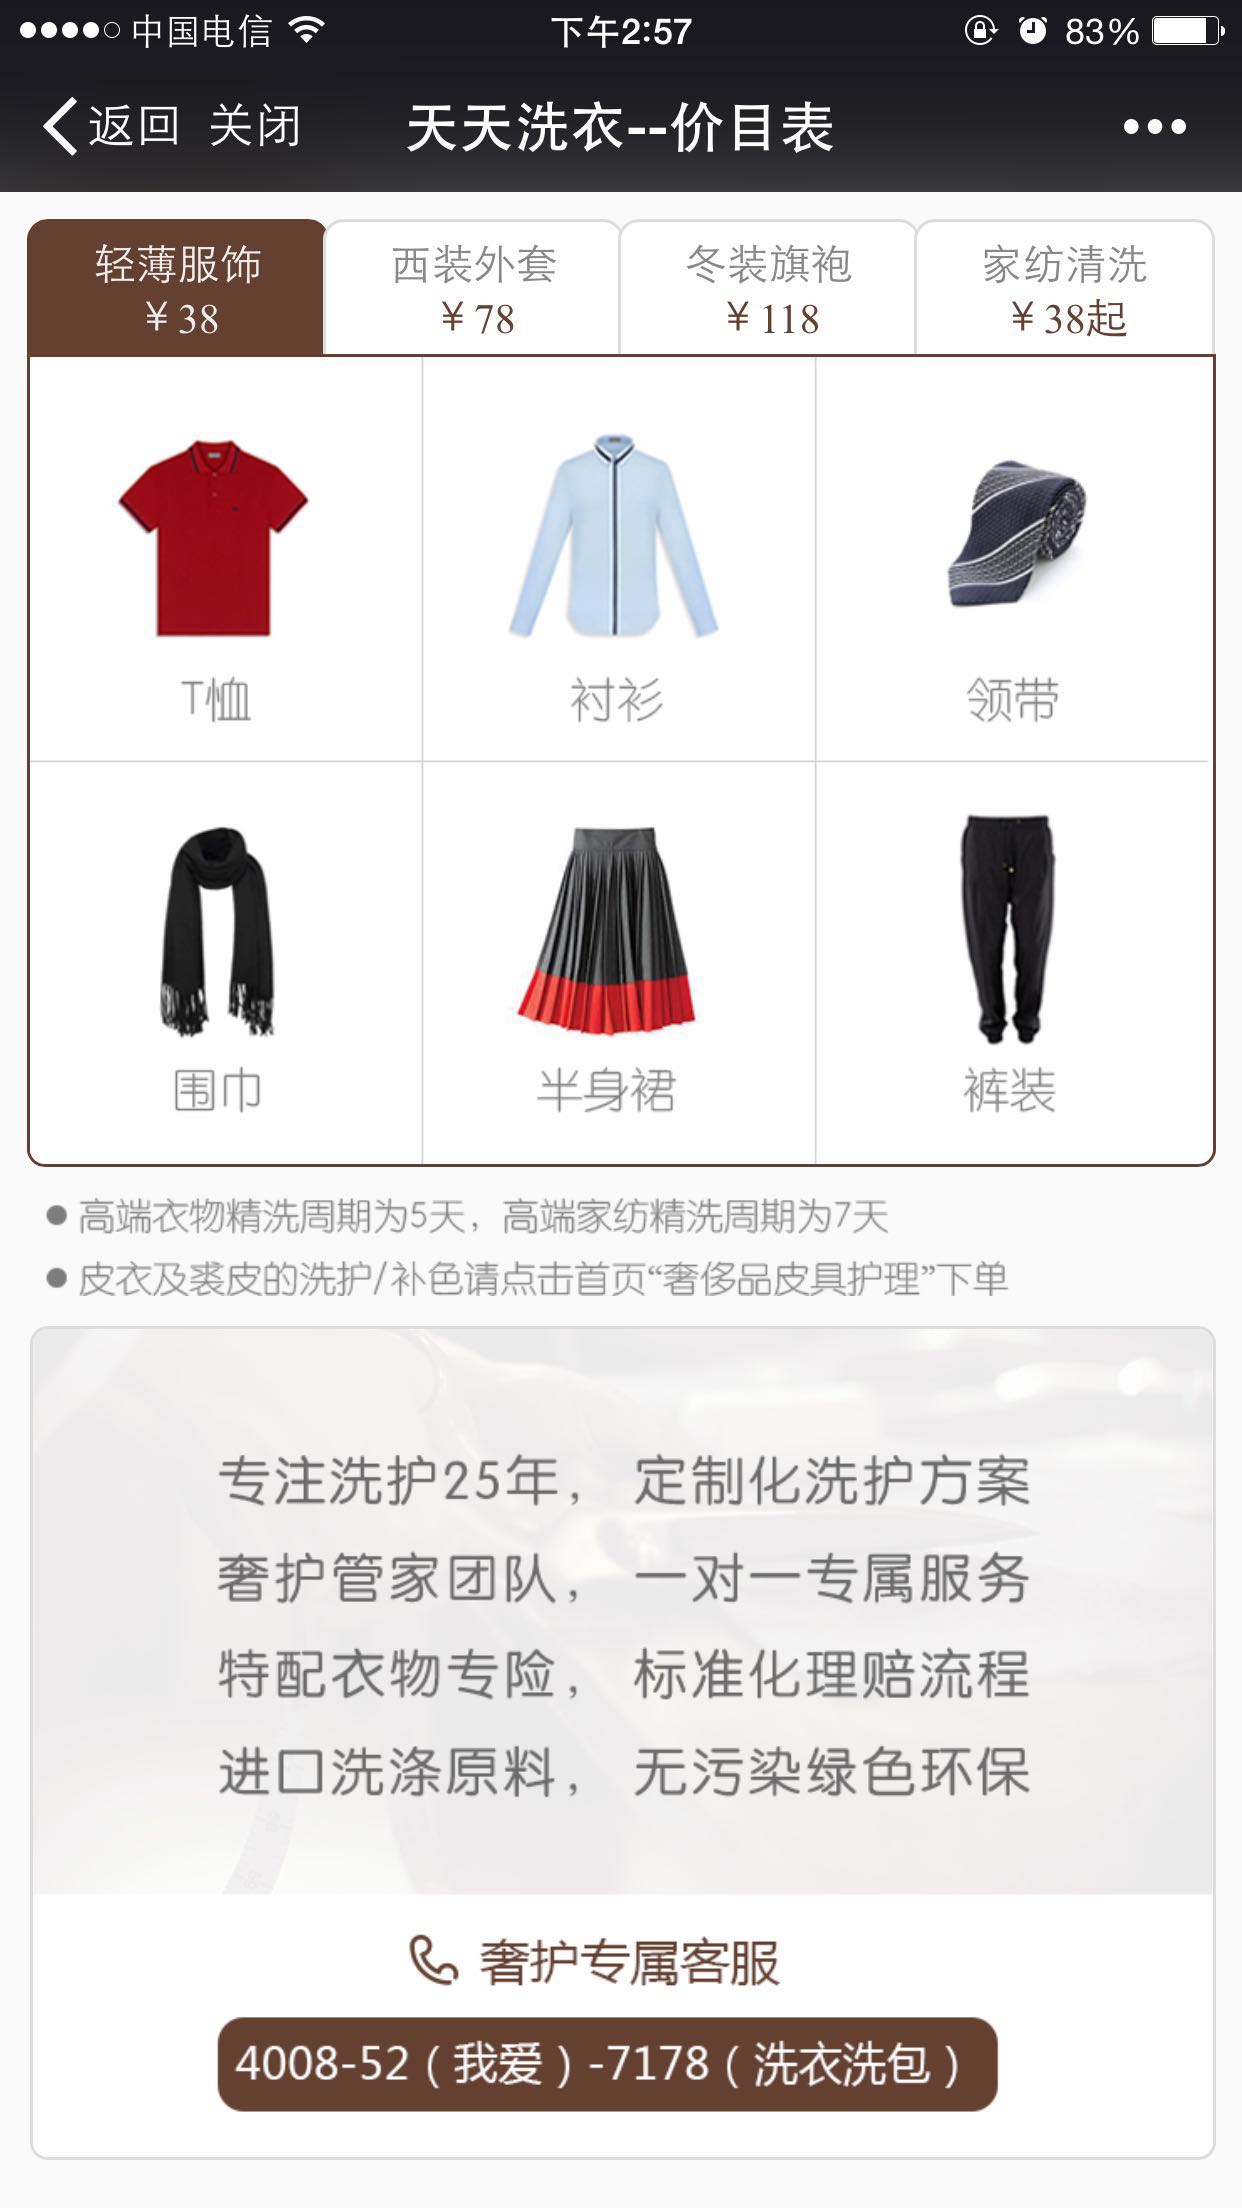 中国电信 下午2:57 83%
返回 关闭 天天洗衣--价目表
轻薄服饰 西装外套 冬装旗袍 家纺清洗
￥38 ￥78 ￥118 ￥38起
T恤 衬衫 领带
围巾 半身裙 裤装
高端衣物精洗周期为5天，高端家纺精洗周期为7天
皮衣及裘皮的洗护/补色请点击首页“奢侈品皮具护理”下单
专注洗护25年， 定制化洗护方案
奢护管家团队， 一对一专属服务
特配衣物专险， 标准化理赔流程
进口洗涤原料， 无污染绿色环保
奢护专属客服
4008-52（我爱）-7178（洗衣洗包）